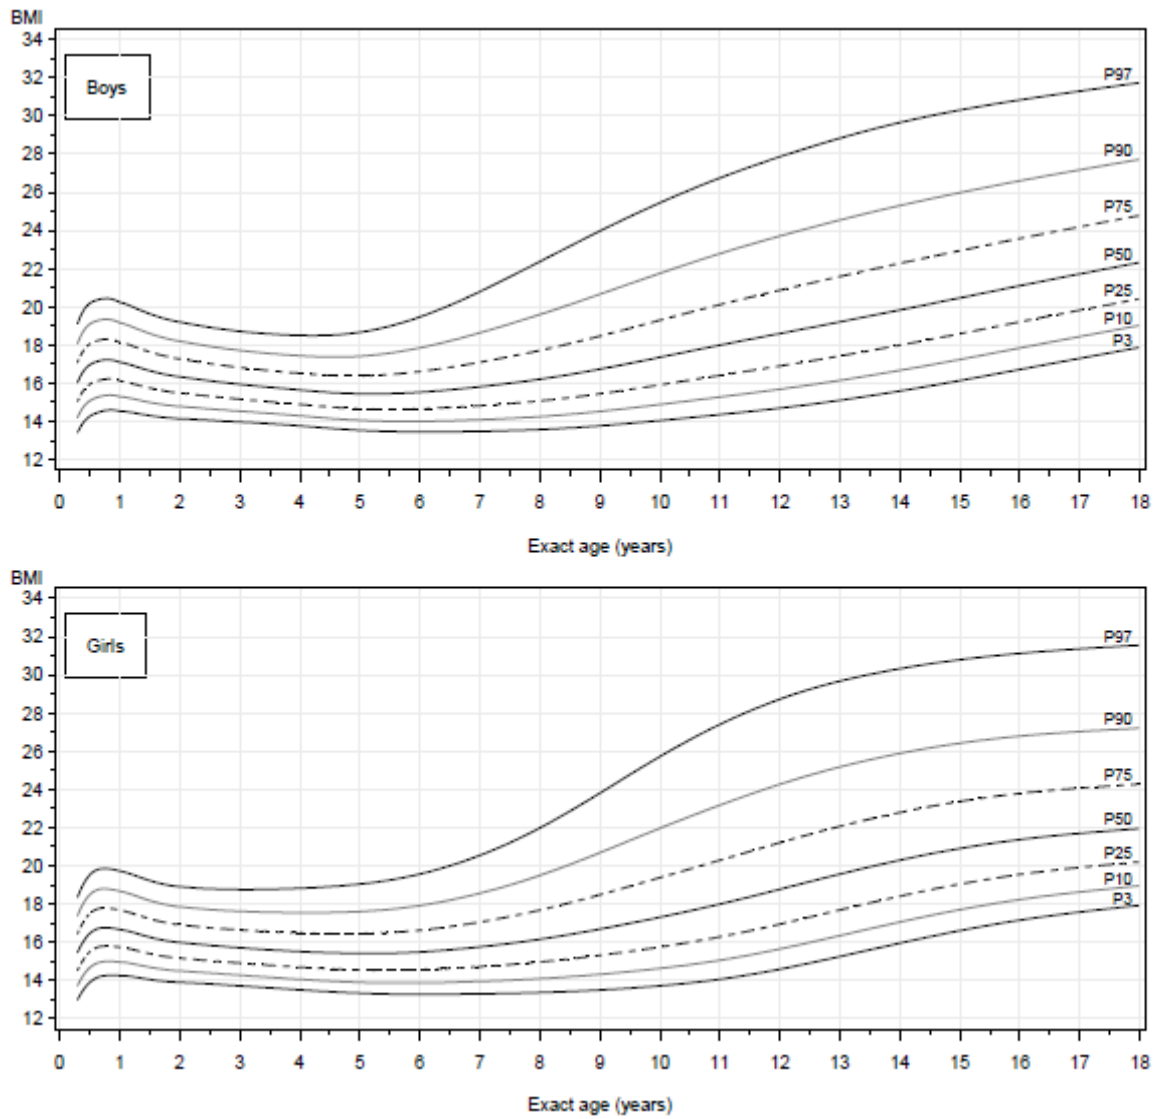 BMI
34
32
30
28
26
24
22
20
18
16
14
12
Boys
P97
P90
P75
P50
P25
P10
P3
0 1 2 3 4 5 6 7 8 9 10 11 12 13 14 15 16 17 18
Exact age (years)
BMI
34
32
30
28
26
24
22
20
18
16
14
12
Girls
P97
P90
P75
P50
P25
P10
P3
0 1 2 3 4 5 6 7 8 9 10 11 12 13 14 15 16 17 18
Exact age (years)